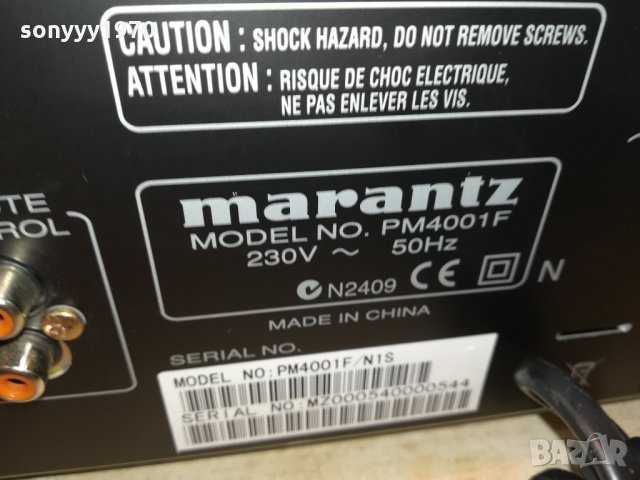 sonyyy1970
CAUTION : SHOCK HAZARD, DO NOT REMOVE SCREWS.
ATTENTION : RISQUE DE CHOC ELECTRIQUE,
NE PAS ENLEVER LES VIS.
marantz
MODEL NO. PM4001F
230V ~ 50Hz
N2409 CE
N
MADE IN CHINA
SERIAL NO.
MODEL NO:PM4001F/N1S
SERIAL NO:MZ000540000544
BAZAR